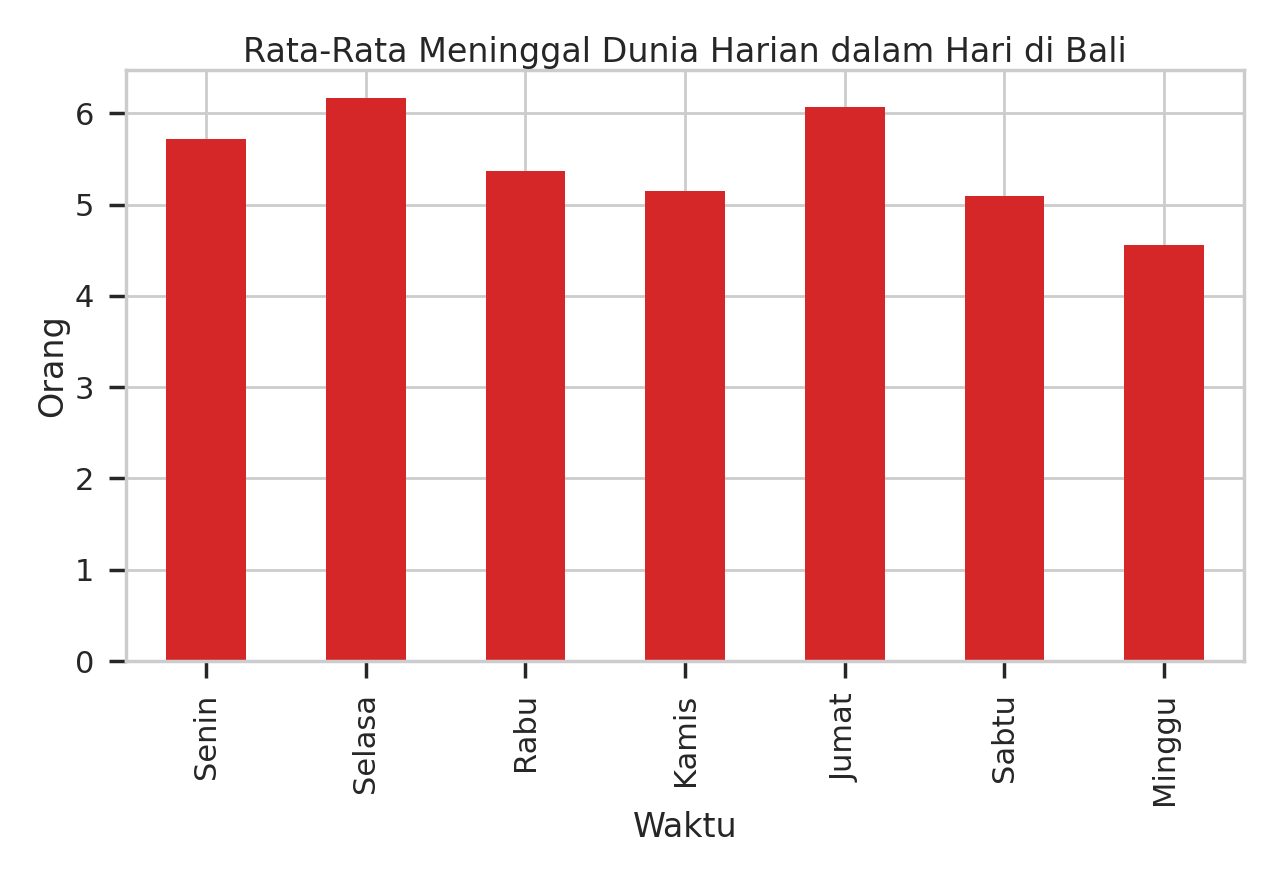 Rata-Rata Meninggal Dunia Harian dalam Hari di Bali
6
5
4
3
2
1
0
Orang
Senin
Selasa
Rabu
Kamis
Jumat
Sabtu
Minggu
Waktu